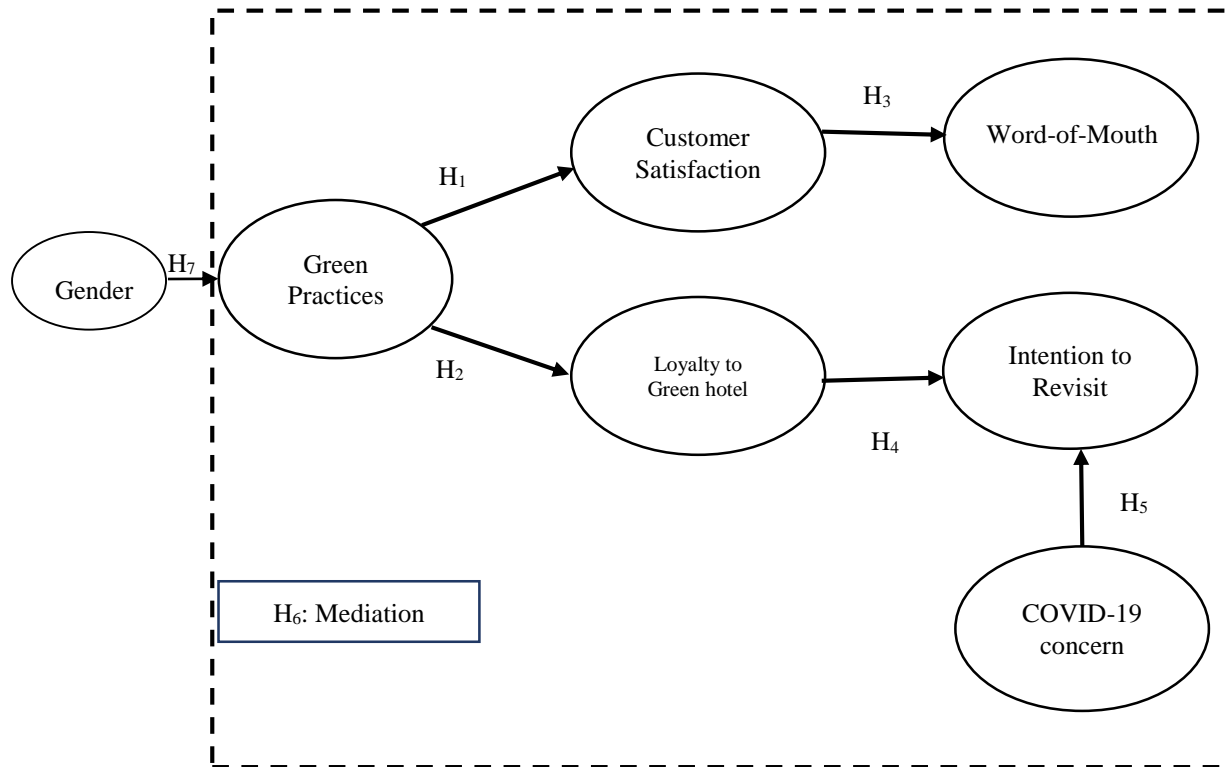 H₃
Customer
Satisfaction
Word-of-Mouth
H₁
H₇
Gender
Green
Practices
H₂
Loyalty to
Green hotel
Intention to
Revisit
H₄
H₅
H₆: Mediation
COVID-19
concern